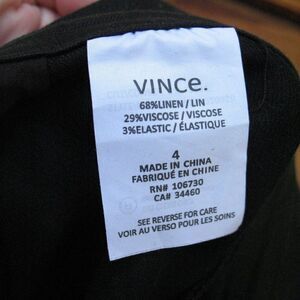 VINCE.
68%LINEN / LIN
29%VISCOSE / VISCOSE
3%ELASTIC / ÉLASTIQUE
4
MADE IN CHINA
FABRIQUÉ EN CHINE
RN# 106730
CA# 34460
SEE REVERSE FOR CARE
VOIR AU VERSO POUR LES SOINS